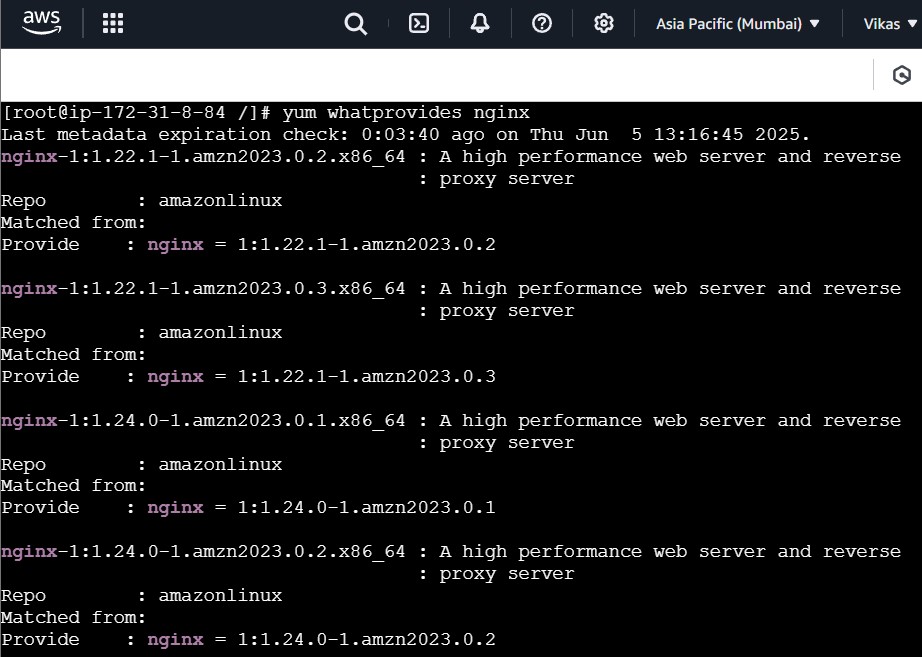 aws
Asia Pacific (Mumbai) ▼
Vikas ▼
[root@ip-172-31-8-84 /]# yum whatprovides nginx
Last metadata expiration check: 0:03:40 ago on Thu Jun  5 13:16:45 2025.
nginx-1:1.22.1-1.amzn2023.0.2.x86_64 : A high performance web server and reverse
                                     : proxy server
Repo        : amazonlinux
Matched from:
Provide    : nginx = 1:1.22.1-1.amzn2023.0.2

nginx-1:1.22.1-1.amzn2023.0.3.x86_64 : A high performance web server and reverse
                                     : proxy server
Repo        : amazonlinux
Matched from:
Provide    : nginx = 1:1.22.1-1.amzn2023.0.3

nginx-1:1.24.0-1.amzn2023.0.1.x86_64 : A high performance web server and reverse
                                     : proxy server
Repo        : amazonlinux
Matched from:
Provide    : nginx = 1:1.24.0-1.amzn2023.0.1

nginx-1:1.24.0-1.amzn2023.0.2.x86_64 : A high performance web server and reverse
                                     : proxy server
Repo        : amazonlinux
Matched from:
Provide    : nginx = 1:1.24.0-1.amzn2023.0.2